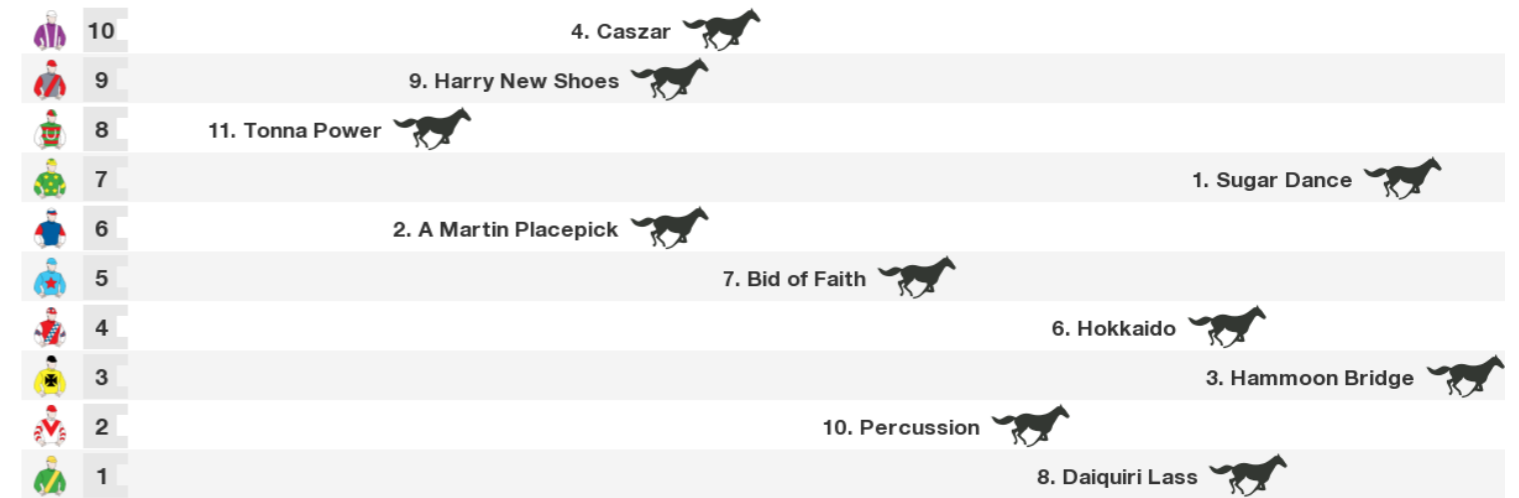 10 4. Caszar
9 9. Harry New Shoes
8 11. Tonna Power
7 1. Sugar Dance
6 2. A Martin Placepick
5 7. Bid of Faith
4 6. Hokkaido
3 3. Hammoon Bridge
2 10. Percussion
1 8. Daiquiri Lass